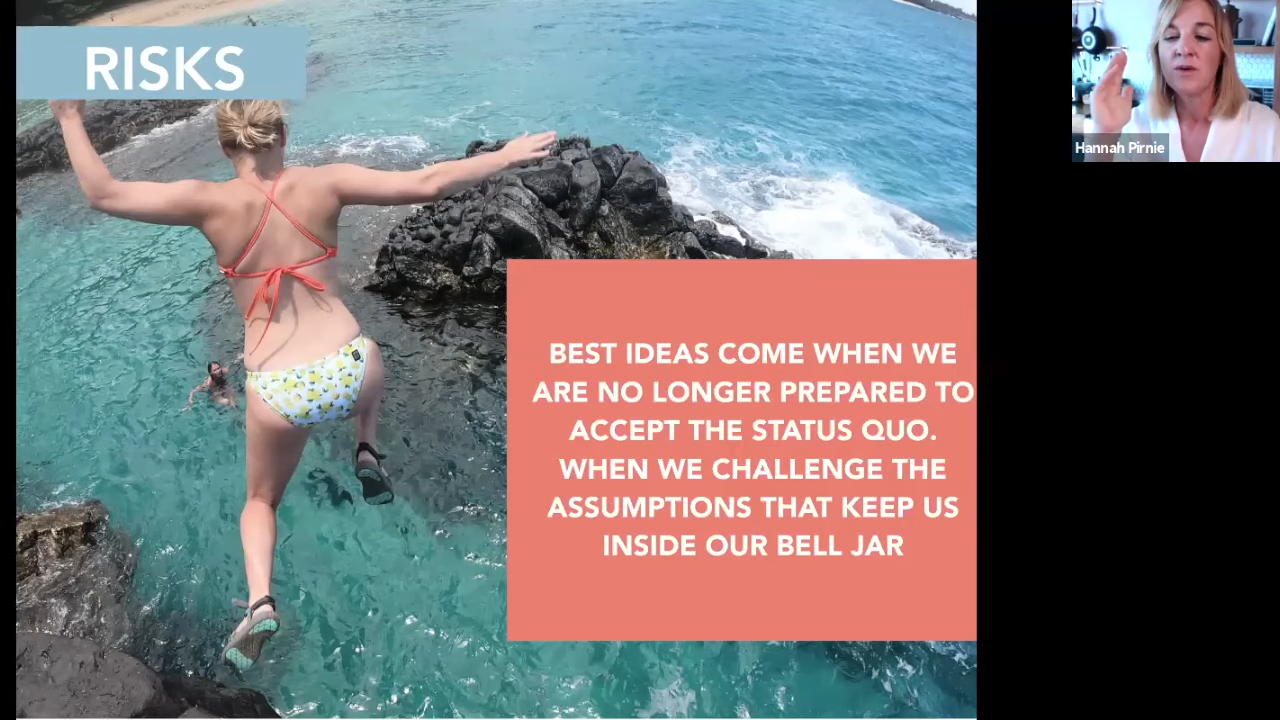 RISKS
Hannah Pirnie
BEST IDEAS COME WHEN WE
ARE NO LONGER PREPARED TO
ACCEPT THE STATUS QUO.
WHEN WE CHALLENGE THE
ASSUMPTIONS THAT KEEP US
INSIDE OUR BELL JAR